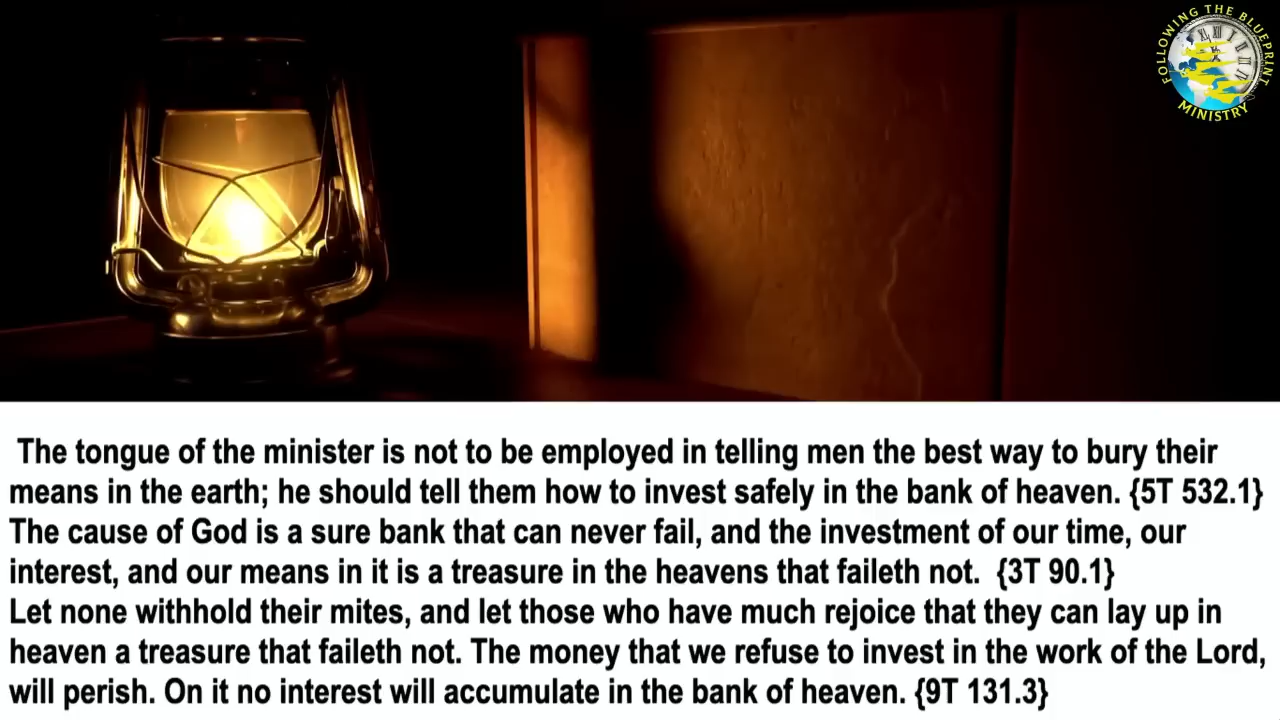 FOLLOWING THE BLUEPRINT
MINISTRY
The tongue of the minister is not to be employed in telling men the best way to bury their
means in the earth; he should tell them how to invest safely in the bank of heaven. {5T 532.1}
The cause of God is a sure bank that can never fail, and the investment of our time, our
interest, and our means in it is a treasure in the heavens that faileth not.  {3T 90.1}
Let none withhold their mites, and let those who have much rejoice that they can lay up in
heaven a treasure that faileth not. The money that we refuse to invest in the work of the Lord,
will perish. On it no interest will accumulate in the bank of heaven. {9T 131.3}